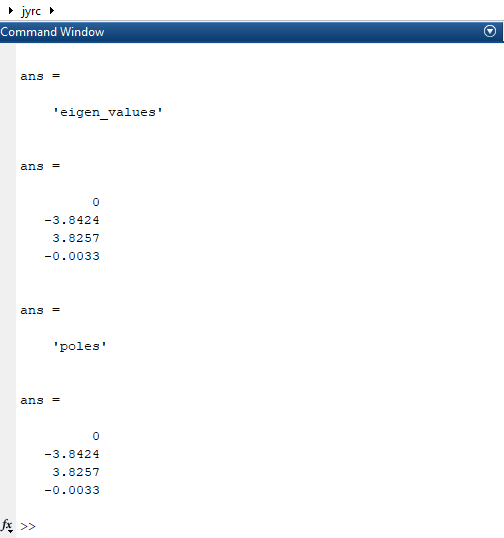 jyrc
Command Window
ans =
'eigen_values'
ans =
0
-3.8424
3.8257
-0.0033
ans =
'poles'
ans =
0
-3.8424
3.8257
-0.0033
fx >>